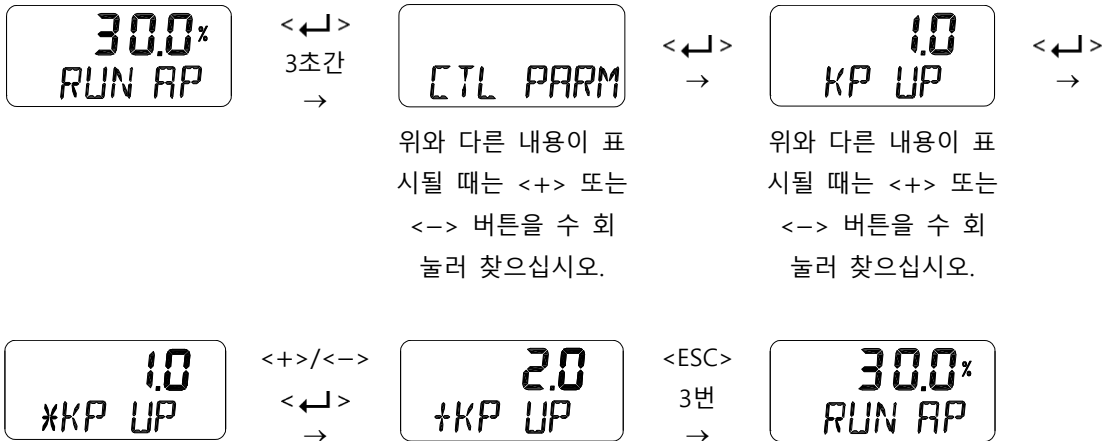 30.0%
RUN AP
<↵>
3초간
→
CTL PARM
<↵>
→
1.0
KP UP
<↵>
→
위와 다른 내용이 표
시될 때는 <+> 또는
<−> 버튼을 수 회
눌러 찾으십시오.
위와 다른 내용이 표
시될 때는 <+> 또는
<−> 버튼을 수 회
눌러 찾으십시오.
1.0
*KP UP
<+>/<−>
<↵>
→
2.0
+KP UP
<ESC>
3번
→
30.0%
RUN AP